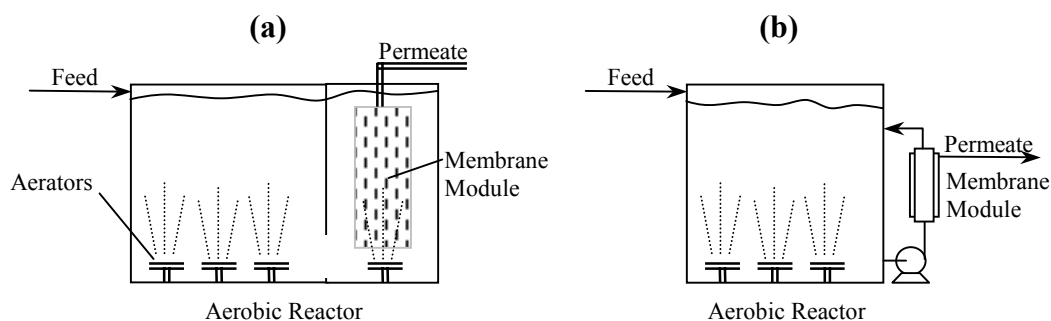 (a)
Permeate
Feed
Membrane
Module
Aerators
Aerobic Reactor
(b)
Feed
Permeate
Membrane
Module
Aerobic Reactor